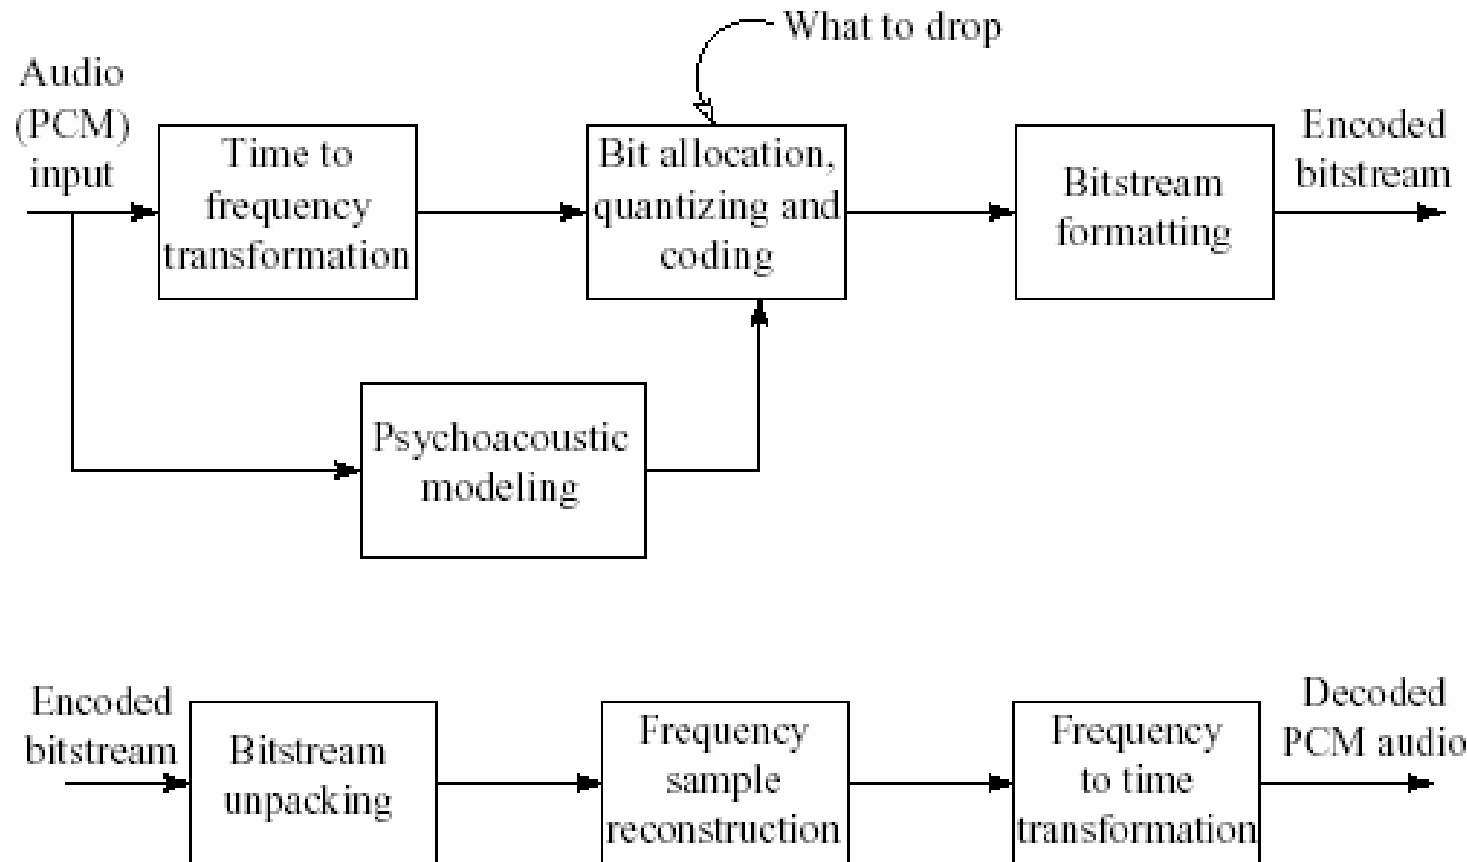 What to drop
Audio
(PCM)
input
Time to
frequency
transformation
Bit allocation,
quantizing and
coding
Bitstream
formatting
Encoded
bitstream
Psychoacoustic
modeling
Encoded
bitstream
Bitstream
unpacking
Frequency
sample
reconstruction
Frequency
to time
transformation
Decoded
PCM audio